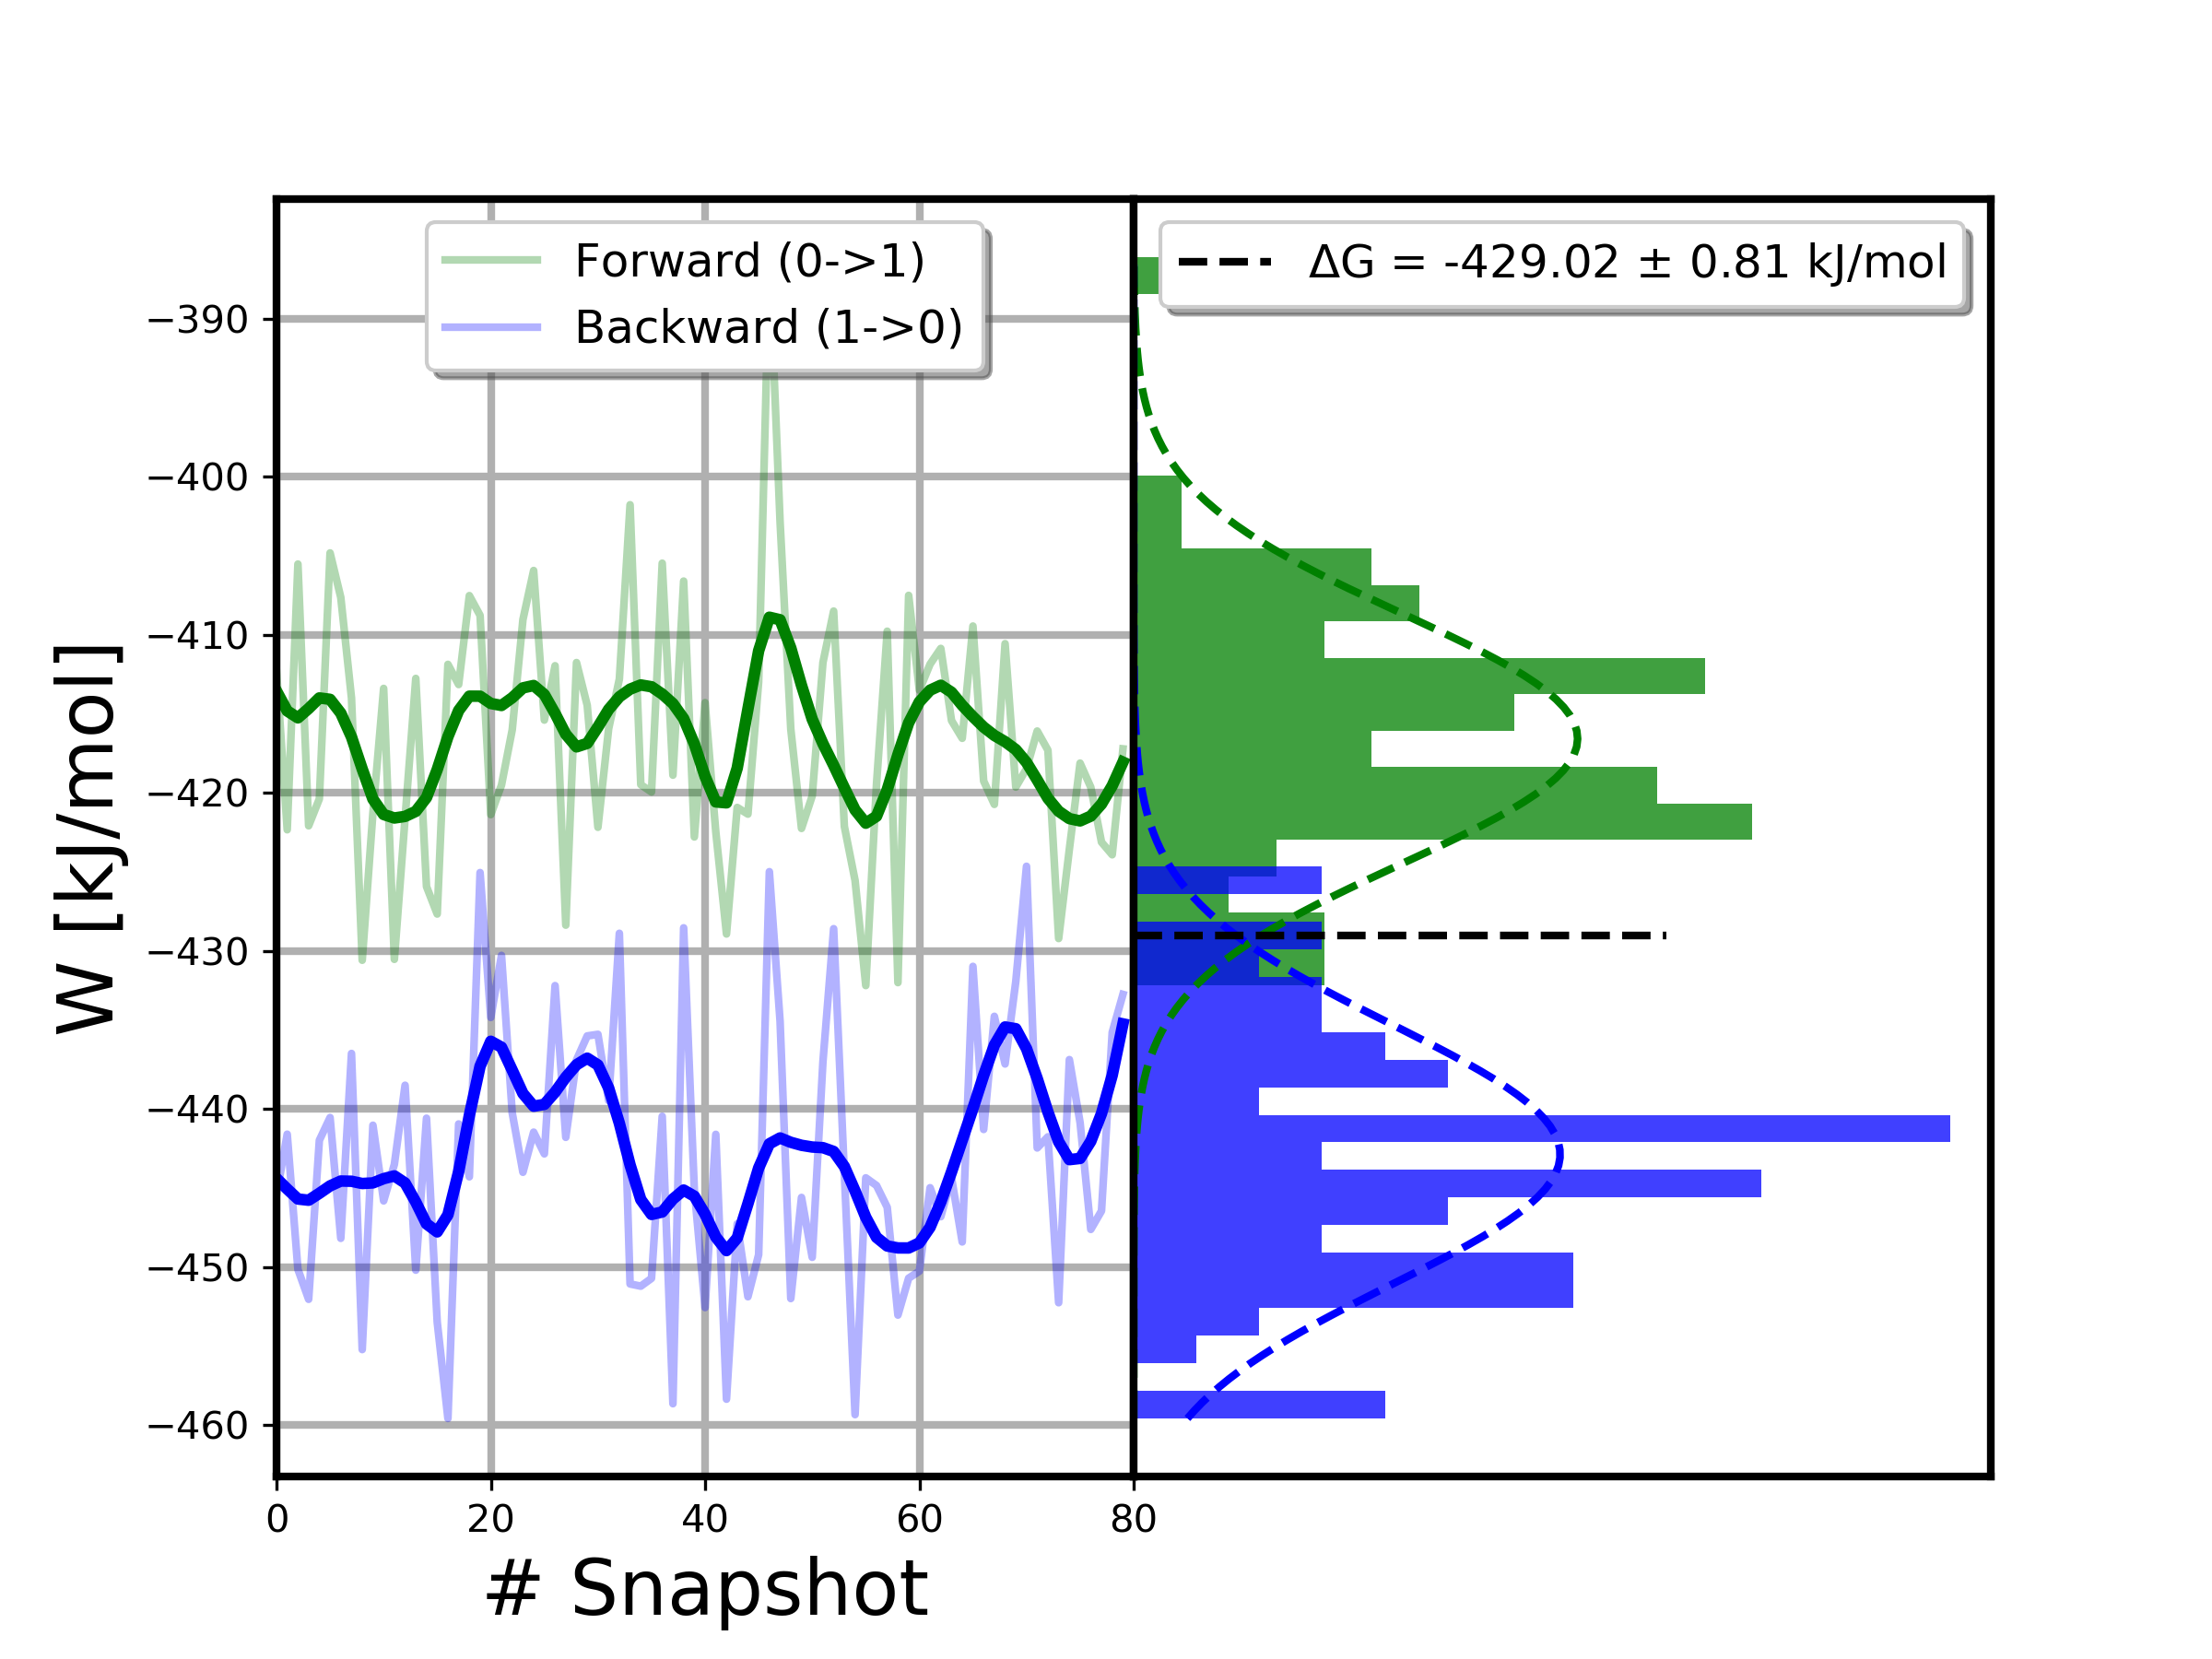 Forward (0->1)
Backward (1->0)
ΔG = -429.02 ± 0.81 kJ/mol
W [kJ/mol]
−390
−400
−410
−420
−430
−440
−450
−460
0 20 40 60 80
# Snapshot